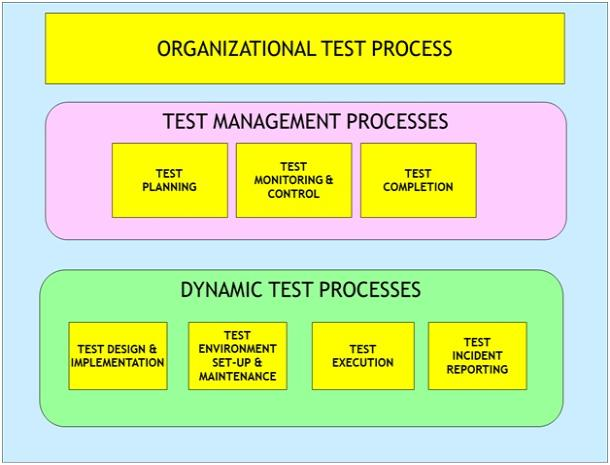 ORGANIZATIONAL TEST PROCESS
TEST MANAGEMENT PROCESSES
TEST
PLANNING
TEST
MONITORING &
CONTROL
TEST
COMPLETION
DYNAMIC TEST PROCESSES
TEST DESIGN &
IMPLEMENTATION
TEST
ENVIRONMENT
SET-UP &
MAINTENANCE
TEST
EXECUTION
TEST
INCIDENT
REPORTING